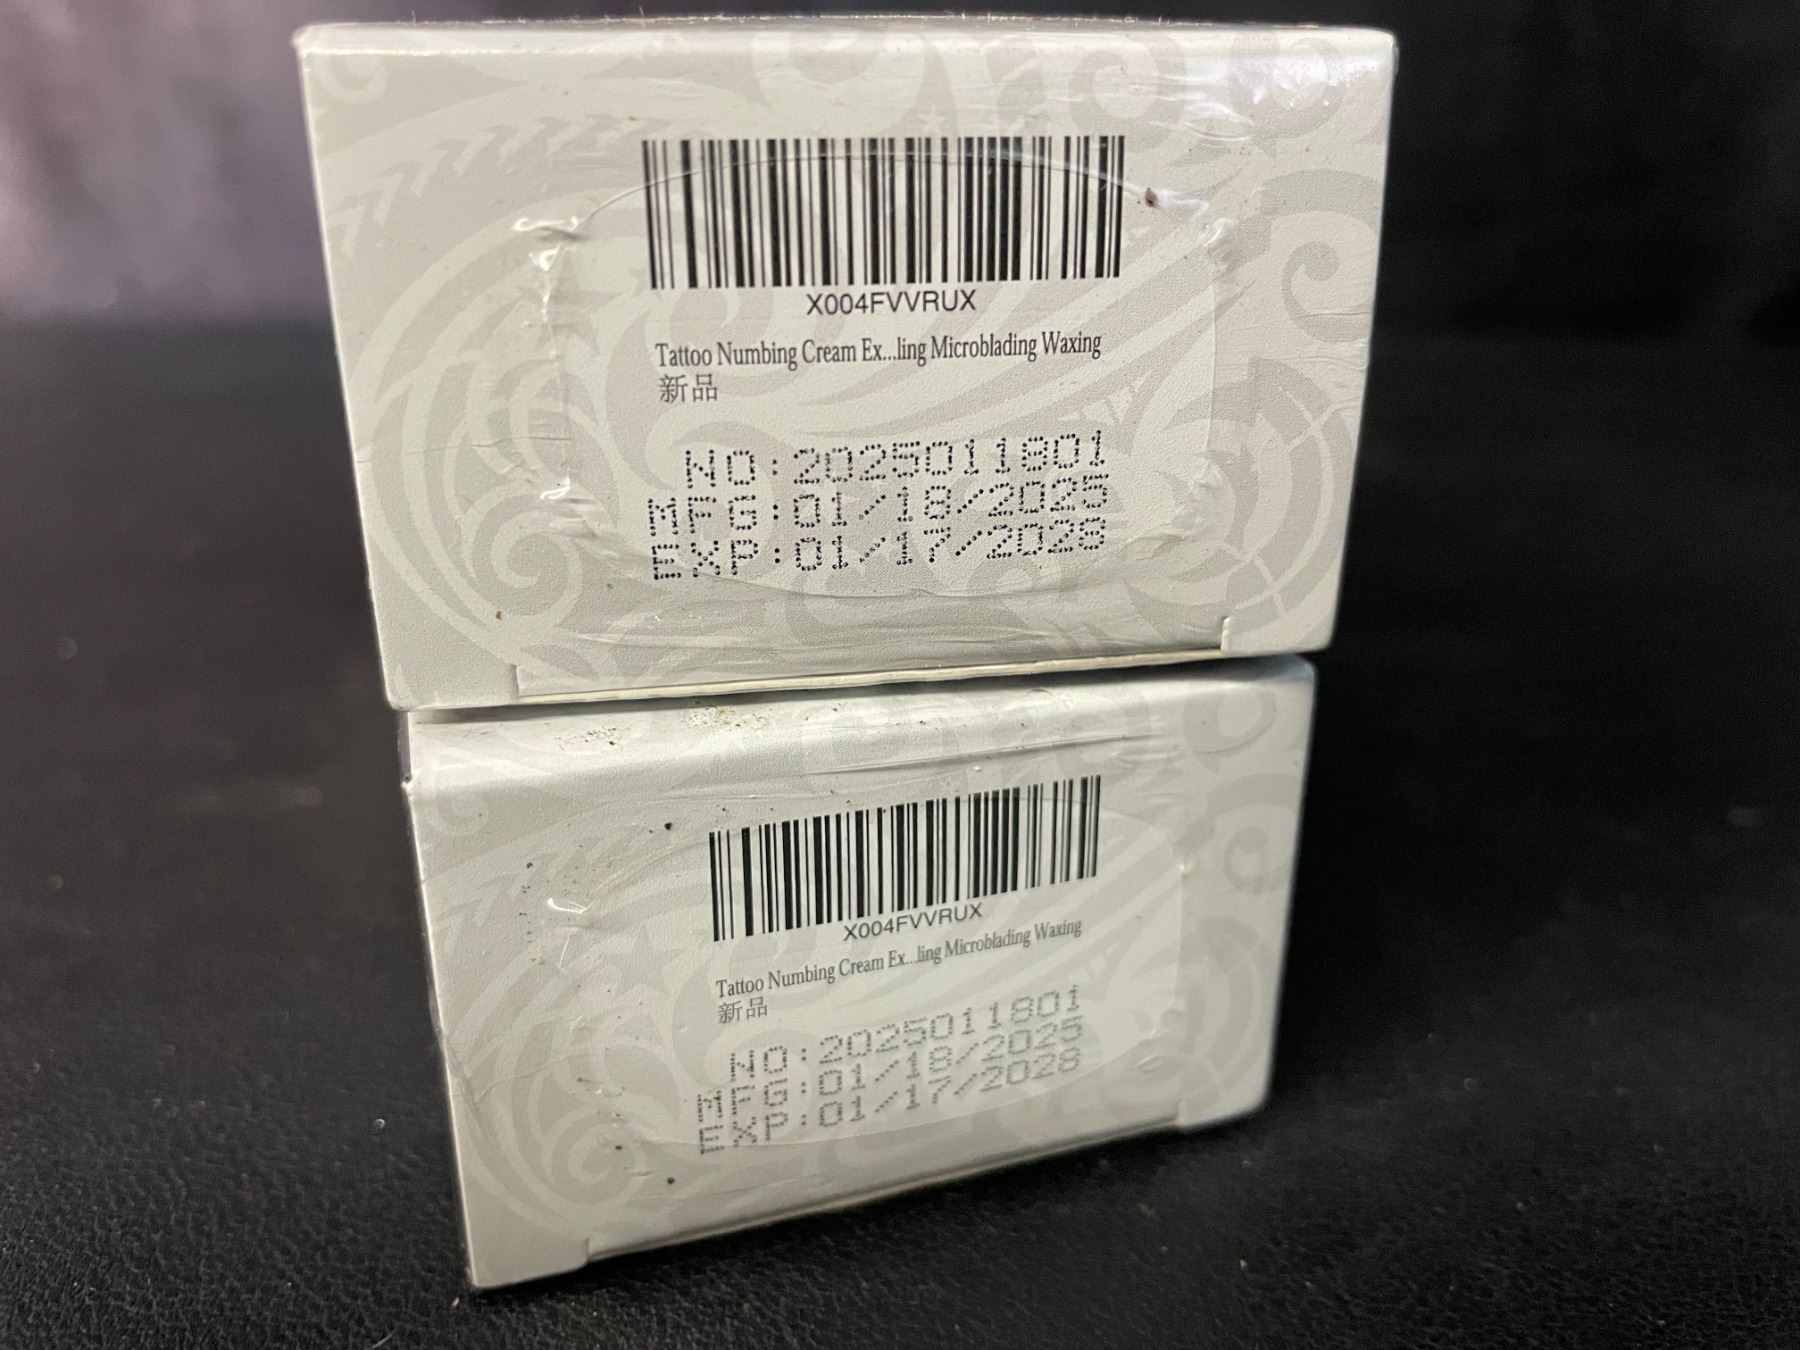 X004FVVRUX
Tattoo Numbing Cream Ex...ling Microblading Waxing
新品
NO:2025011801
MFG:01/18/2025
EXP:01/17/2028
X004FVVRUX
Tattoo Numbing Cream Ex...ling Microblading Waxing
新品
NO:2025011801
MFG:01/18/2025
EXP:01/17/2028